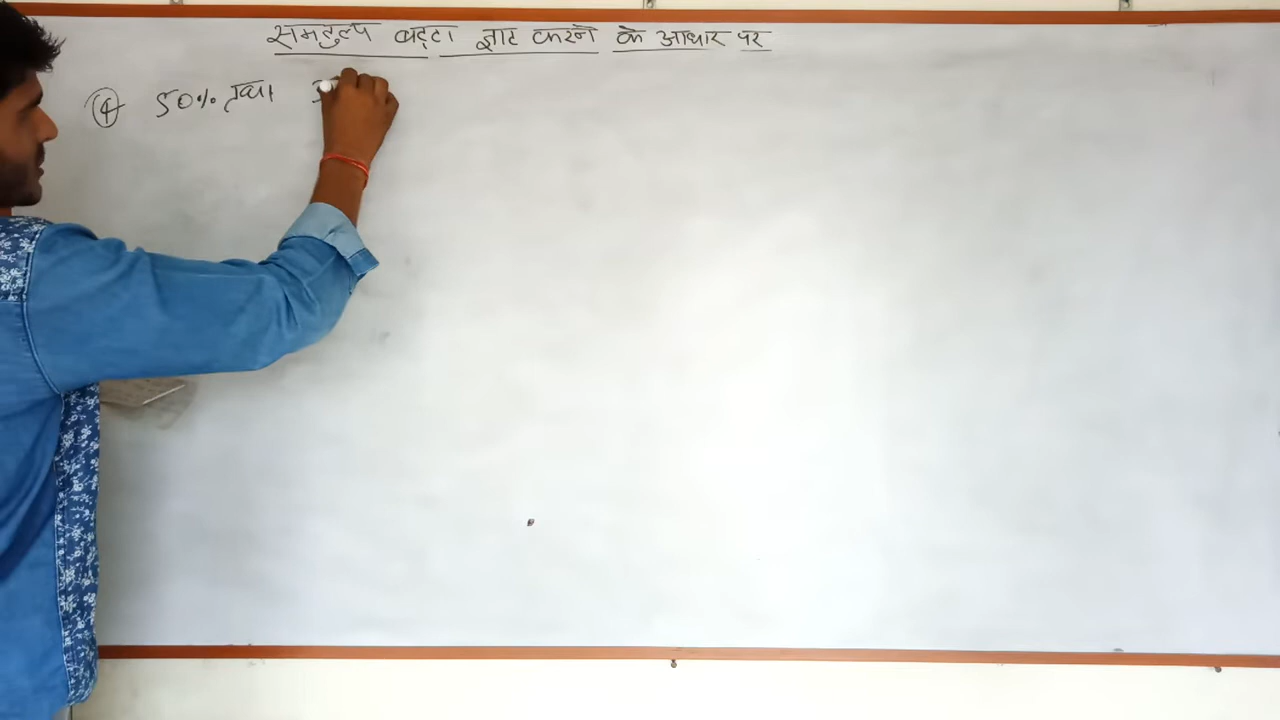 समतुल्य बट्टा ज्ञात करने के आधार पर
④ 50% तथा